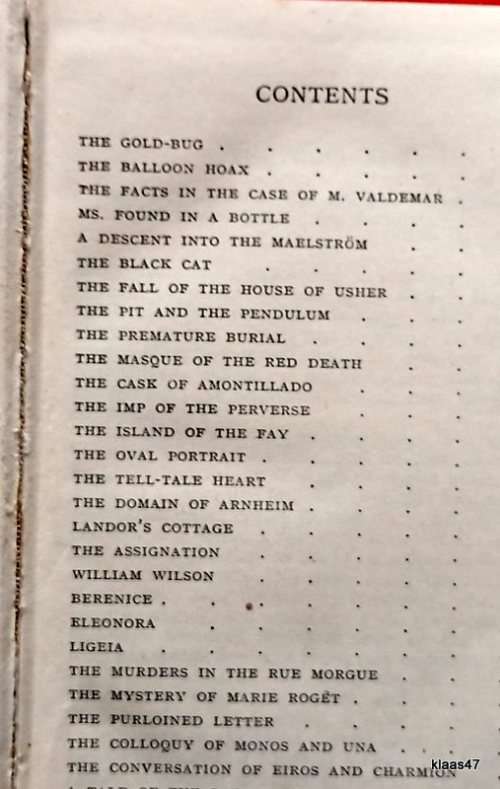 CONTENTS
THE GOLD-BUG . . . . . .
THE BALLOON HOAX . . . . .
THE FACTS IN THE CASE OF M. VALDEMAR .
MS. FOUND IN A BOTTLE . . . .
A DESCENT INTO THE MAELSTRÖM . .
THE BLACK CAT . . . . .
THE FALL OF THE HOUSE OF USHER . .
THE PIT AND THE PENDULUM . . .
THE PREMATURE BURIAL . . . .
THE MASQUE OF THE RED DEATH . .
THE CASK OF AMONTILLADO . . .
THE IMP OF THE PERVERSE . . .
THE ISLAND OF THE FAY . . . .
THE OVAL PORTRAIT . . . . .
THE TELL-TALE HEART . . . .
THE DOMAIN OF ARNHEIM . . . .
LANDOR'S COTTAGE . . . . .
THE ASSIGNATION . . . . .
WILLIAM WILSON . . . . .
BERENICE . . . . . . .
ELEONORA . . . . . .
LIGEIA . . . . . . .
THE MURDERS IN THE RUE MORGUE . .
THE MYSTERY OF MARIE ROGÊT . . .
THE PURLOINED LETTER . . . .
THE COLLOQUY OF MONOS AND UNA . .
THE CONVERSATION OF EIROS AND CHARMION
klaas47